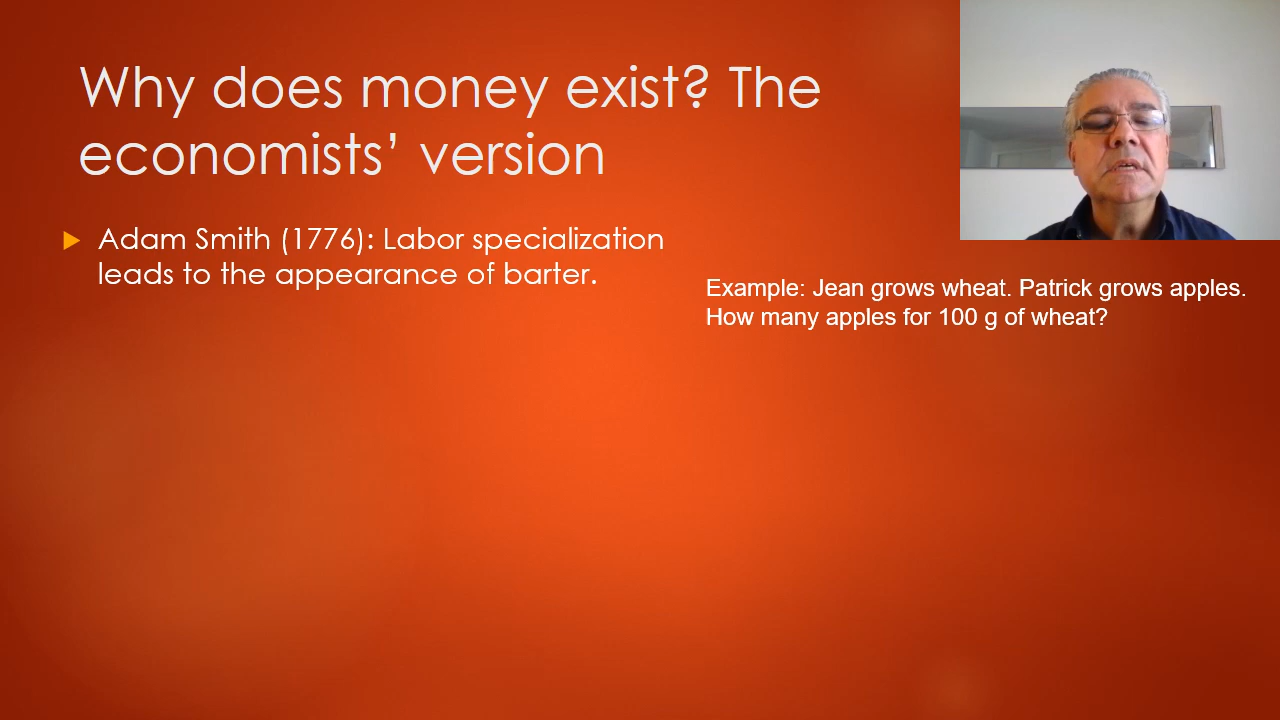 Why does money exist? The
economists’ version
Adam Smith (1776): Labor specialization
leads to the appearance of barter.
Example: Jean grows wheat. Patrick grows apples.
How many apples for 100 g of wheat?